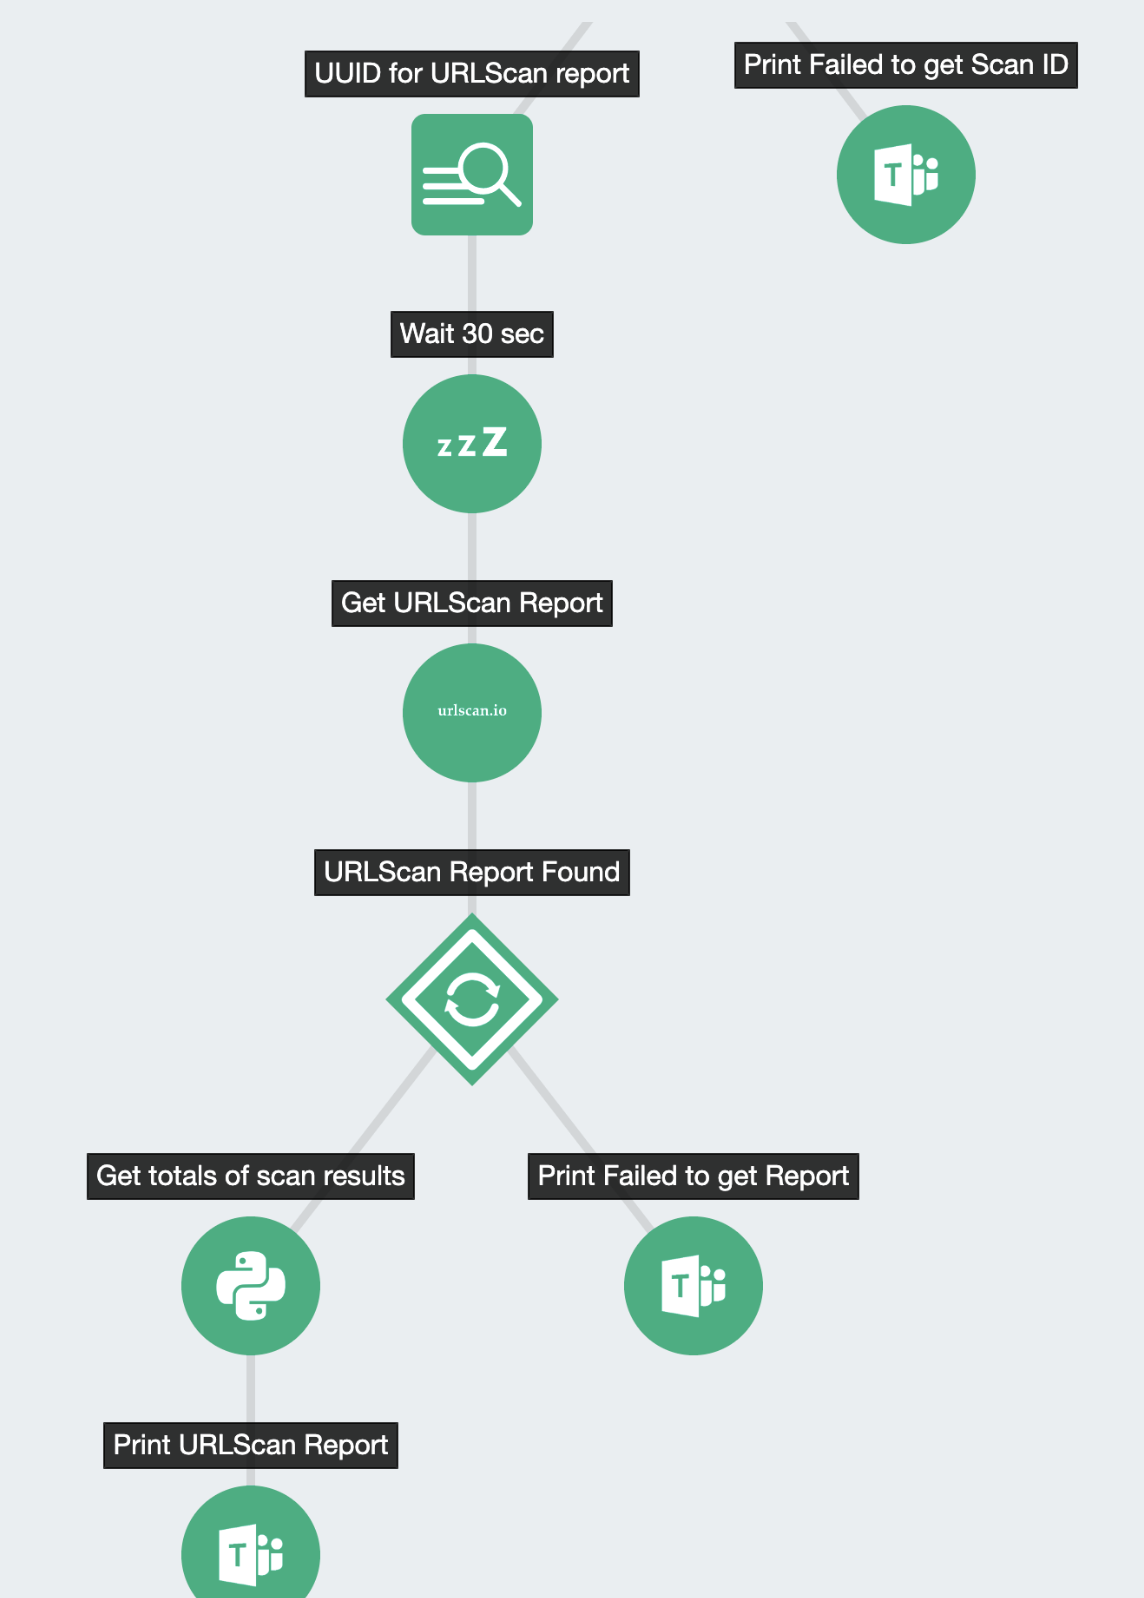 UUID for URLScan report
Print Failed to get Scan ID
T
Wait 30 sec
z z Z
Get URLScan Report
urlscan.io
URLScan Report Found
Get totals of scan results
Print Failed to get Report
T
Print URLScan Report
T